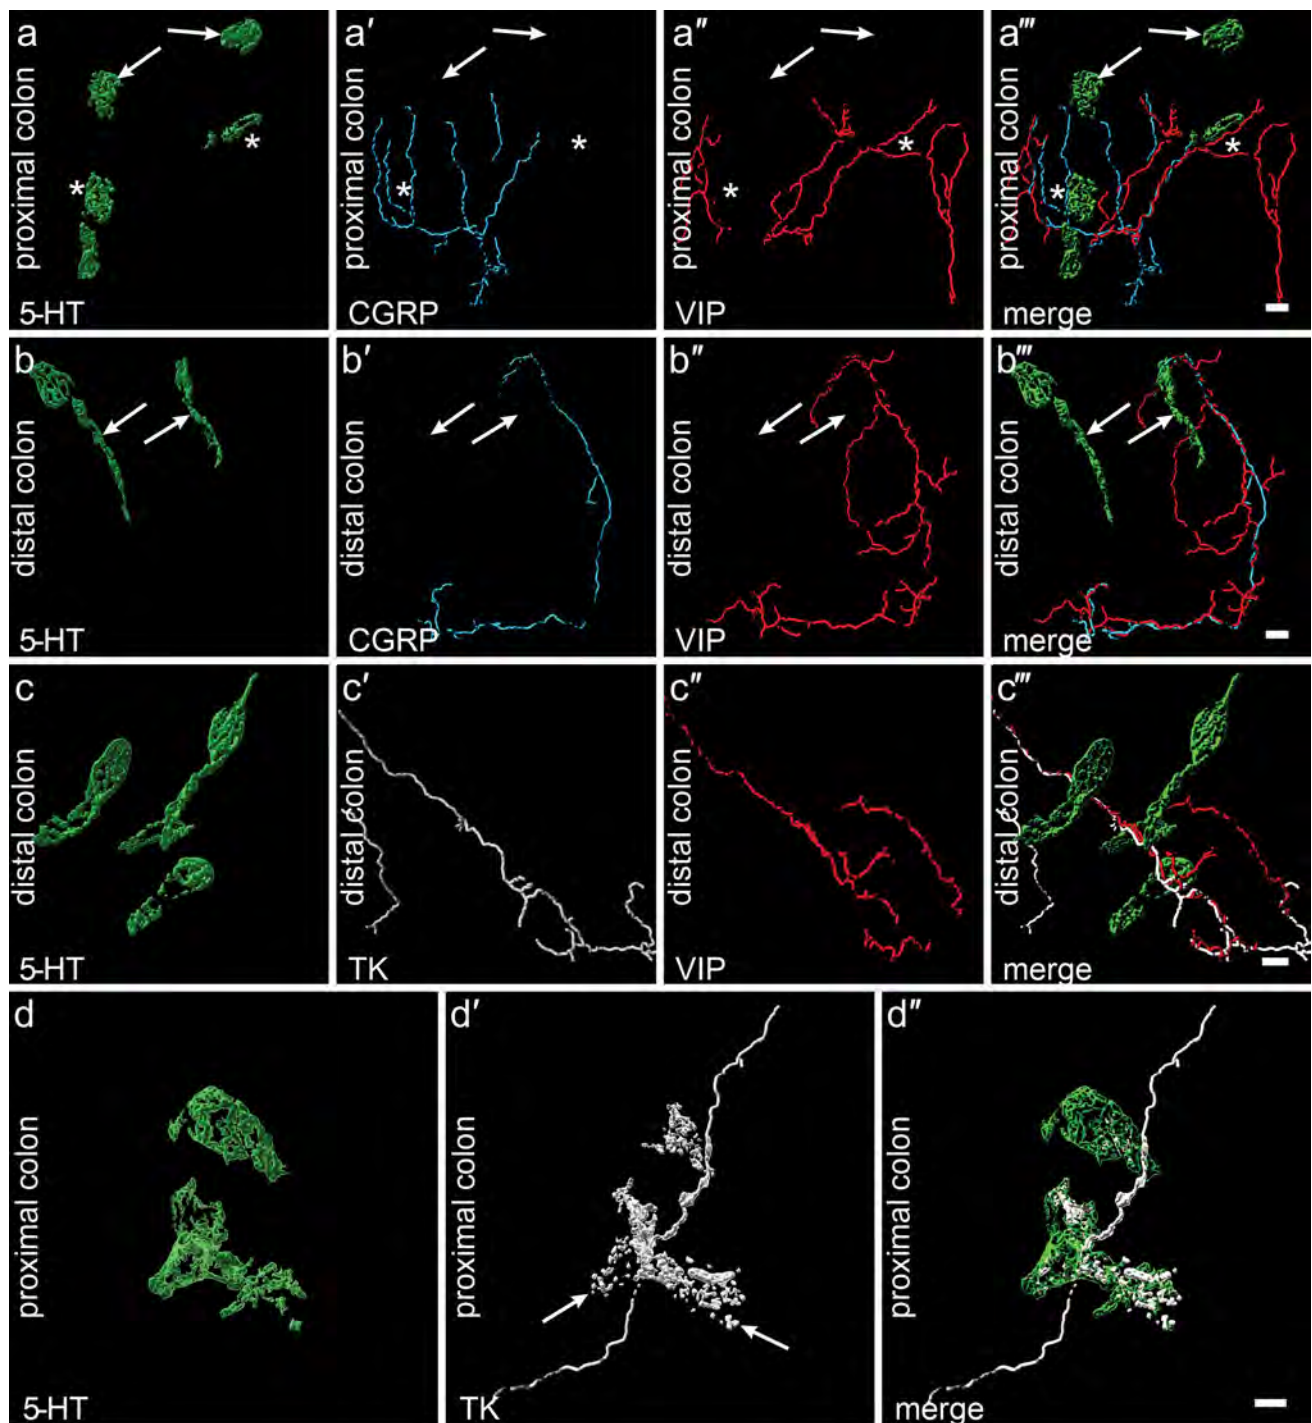 a
proximal colon
5-HT
a′
proximal colon
CGRP
a″
proximal colon
VIP
a‴
proximal colon
merge
b
distal colon
5-HT
b′
distal colon
CGRP
b″
distal colon
VIP
b‴
distal colon
merge
c
distal colon
5-HT
c′
distal colon
TK
c″
distal colon
VIP
c‴
distal colon
merge
d
proximal colon
5-HT
d′
proximal colon
TK
d″
proximal colon
merge